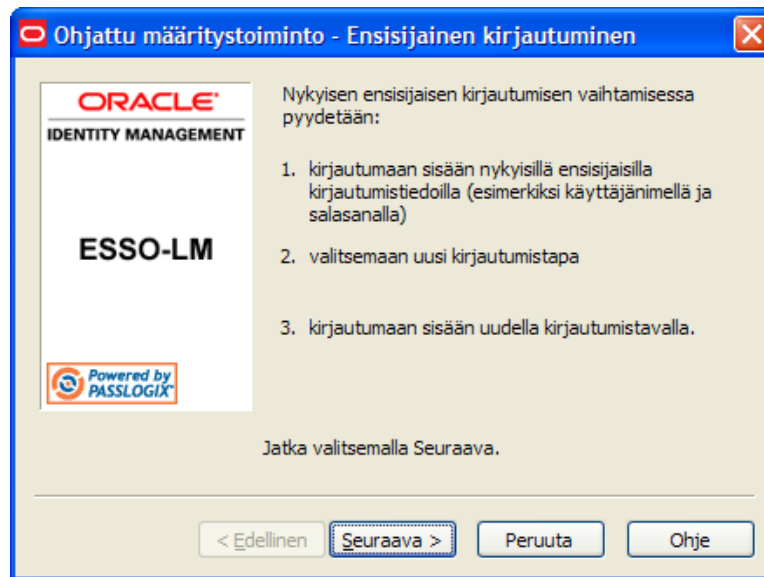 Ohjattu määritystoiminto - Ensisijainen kirjautuminen
ORACLE
IDENTITY MANAGEMENT
ESSO-LM
Powered by
PASSLOGIX
Nykyisen ensisijaisen kirjautumisen vaihtamisessa
pyydetään:
1. kirjautumaan sisään nykyisillä ensisijaisilla
kirjautumistiedoilla (esimerkiksi käyttäjänimellä ja
salasanalla)
2. valitsemaan uusi kirjautumistapa
3. kirjautumaan sisään uudella kirjautumistavalla.
Jatka valitsemalla Seuraava.
< Edellinen Seuraava > Peruuta Ohje